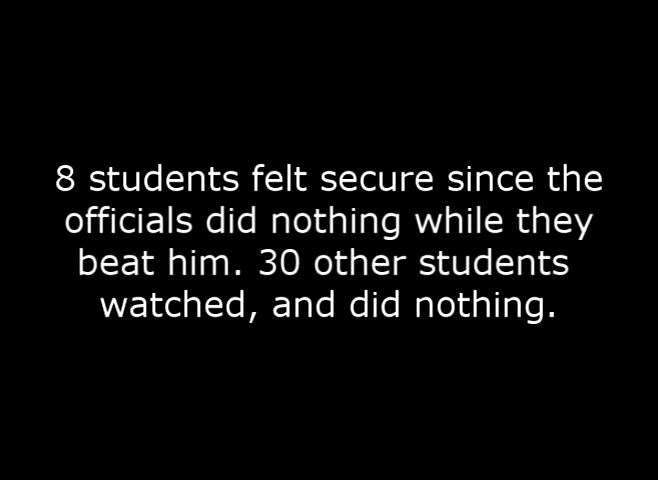 8 students felt secure since the
officials did nothing while they
beat him. 30 other students
watched, and did nothing.